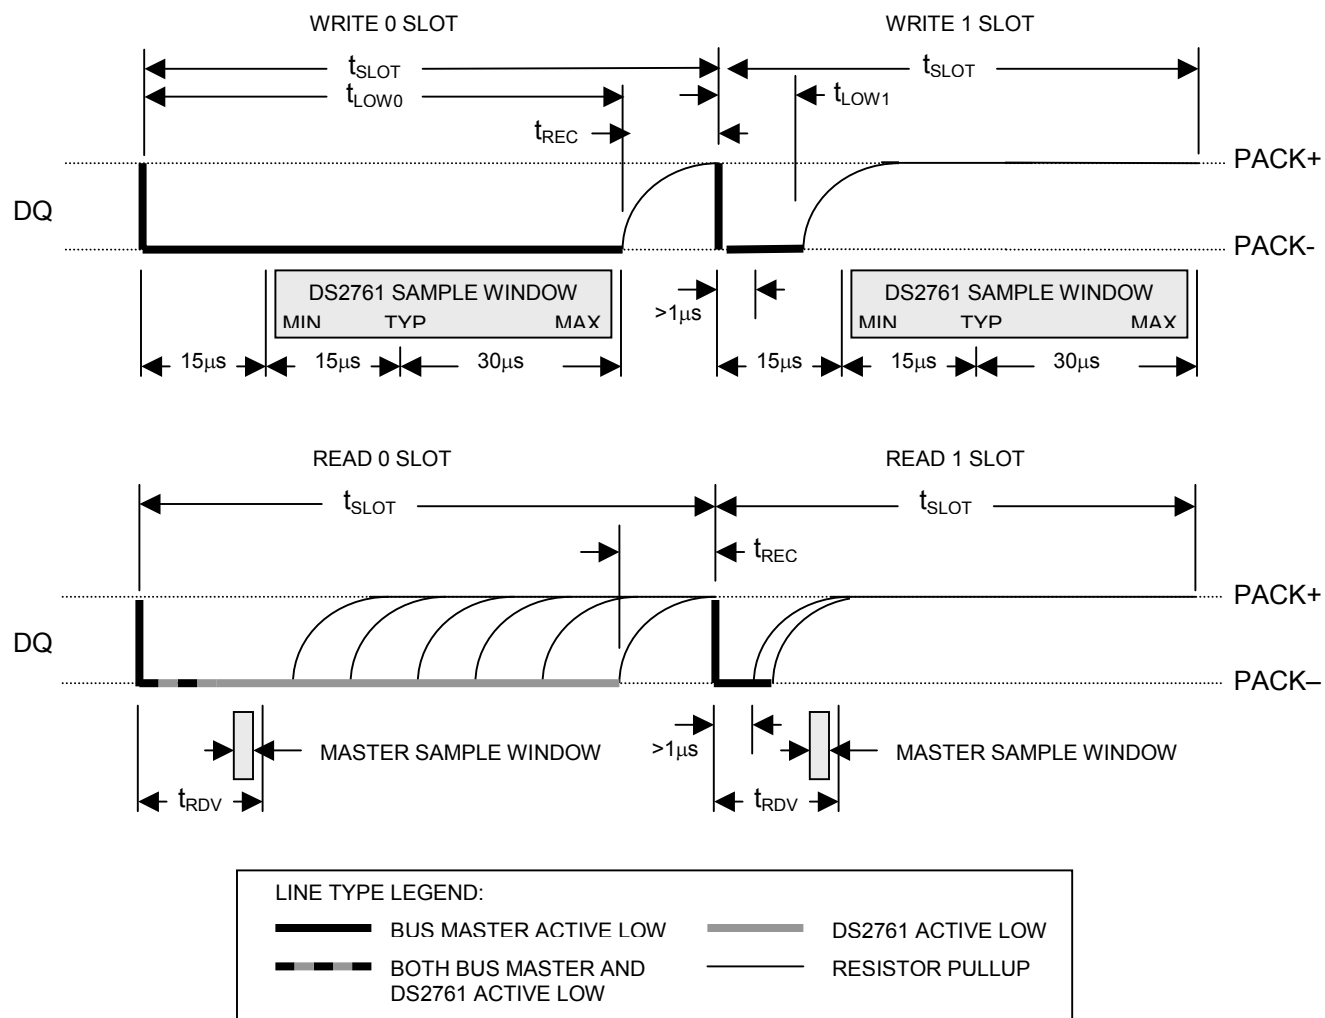 WRITE 0 SLOT
WRITE 1 SLOT
tSLOT
tSLOT
tLOW0
tLOW1
tREC
PACK+
DQ
PACK-
DS2761 SAMPLE WINDOW
MIN TYP MAX
>1μs
DS2761 SAMPLE WINDOW
MIN TYP MAX
15μs 15μs 30μs
15μs 15μs 30μs
READ 0 SLOT
READ 1 SLOT
tSLOT
tSLOT
tREC
PACK+
DQ
PACK–
MASTER SAMPLE WINDOW
>1μs
MASTER SAMPLE WINDOW
tRDV
tRDV
LINE TYPE LEGEND:
BUS MASTER ACTIVE LOW
DS2761 ACTIVE LOW
BOTH BUS MASTER AND
DS2761 ACTIVE LOW
RESISTOR PULLUP